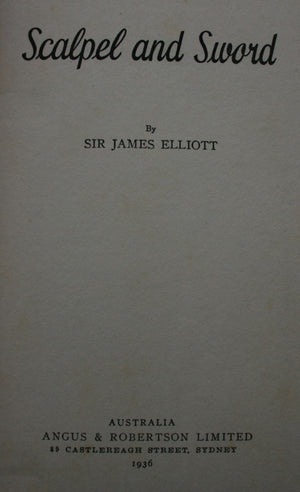 Scalpel and Sword
By
SIR JAMES ELLIOTT
AUSTRALIA
ANGUS & ROBERTSON LIMITED
89 CASTLEREAGH STREET, SYDNEY
1936